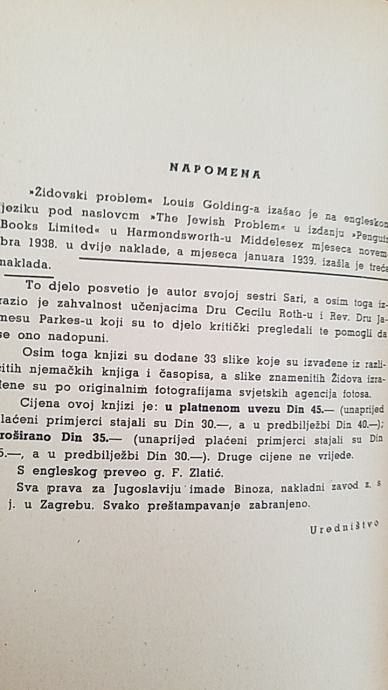 NAPOMENA
»Židovski problem« Louis Golding-a izašao je na engleskom
jeziku pod naslovcm »The Jewish Problem« u izdanju »Penguin
Books Limited« u Harmondsworth-u Middelesex mjeseca novem-
bra 1938. u dvije naklade, a mjeseca januara 1939. izašla je treća
naklada.
To djelo posvetio je autor svojoj sestri Sari, a osim toga iz-
razio je zahvalnost učenjacima Dru Cecilu Roth-u i Rev. Dru Ja-
mesu Parkes-u koji su to djelo kritički pregledali te pomogli da
se ono nadopuni.
Osim toga knjizi su dodane 33 slike koje su izvađene iz razli-
čitih njemačkih knjiga i časopisa, a slike znamenitih Židova izra-
đene su po originalnim fotografijama svjetskih agencija fotosa.
Cijena ovoj knjizi je: u platnenom uvezu Din 45.— (unaprijed
plaćeni primjerci stajali su Din 30.—, a u predbilježbi Din 40.—);
broširano Din 35.— (unaprijed plaćeni primjerci stajali su Din
5.—, a u predbilježbi Din 30.—). Druge cijene ne vrijede.
S engleskog preveo g. F. Zlatić.
Sva prava za Jugoslaviju imade Binoza, nakladni zavod z. s
j. u Zagrebu. Svako preštampavanje zabranjeno.
Uredništvo